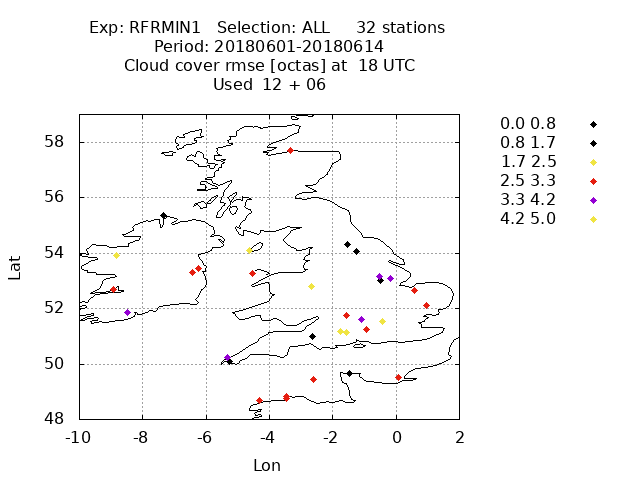 Exp: RFRMIN1 Selection: ALL 32 stations
Period: 20180601-20180614
Cloud cover rmse [octas] at 18 UTC
Used 12 + 06
0.0 0.8
0.8 1.7
1.7 2.5
2.5 3.3
3.3 4.2
4.2 5.0
58
56
54
52
50
48
Lat
-10 -8 -6 -4 -2 0 2
Lon